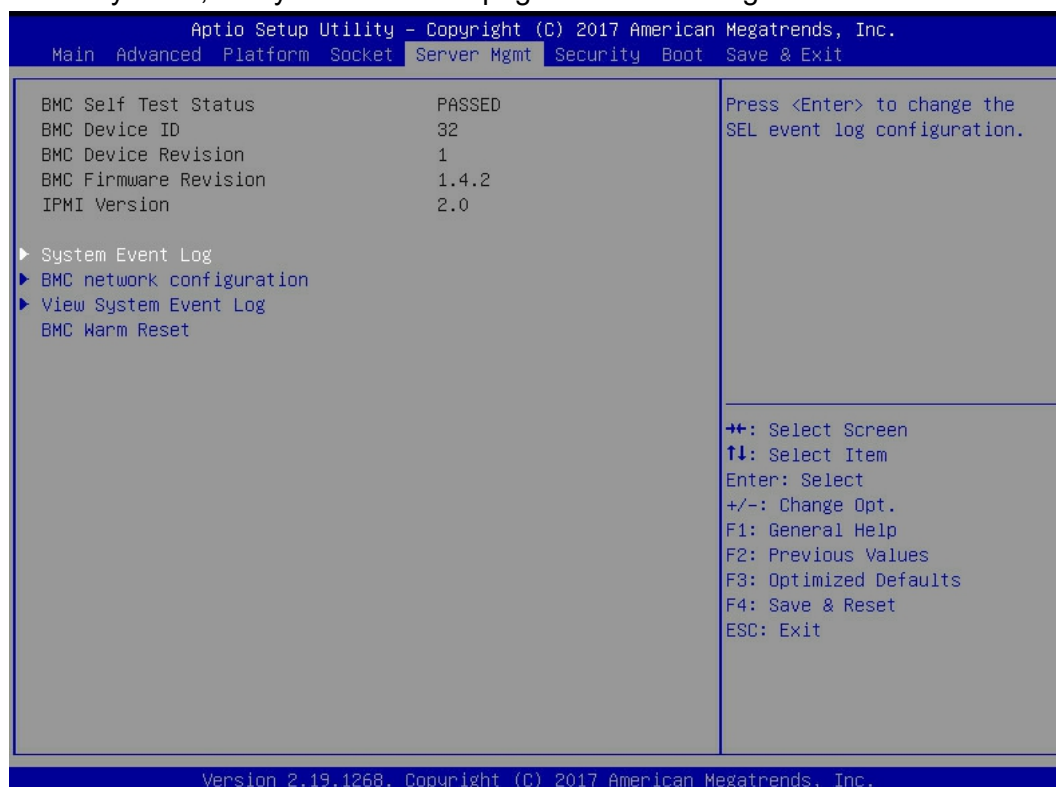 Aptio Setup Utility – Copyright (C) 2017 American Megatrends, Inc.
Main Advanced Platform Socket Server Mgmt Security Boot Save & Exit
BMC Self Test Status PASSED
BMC Device ID 32
BMC Device Revision 1
BMC Firmware Revision 1.4.2
IPMI Version 2.0
▶ System Event Log
▶ BMC network configuration
▶ View System Event Log
BMC Warm Reset
Press <Enter> to change the
SEL event log configuration.
→←: Select Screen
↑↓: Select Item
Enter: Select
+/-: Change Opt.
F1: General Help
F2: Previous Values
F3: Optimized Defaults
F4: Save & Reset
ESC: Exit
Version 2.19.1268. Copyright (C) 2017 American Megatrends, Inc.